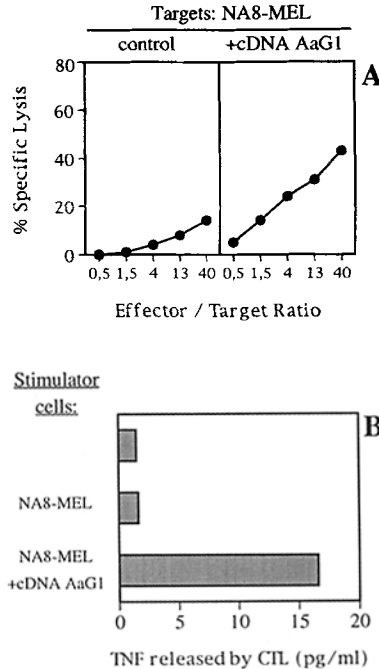 Targets: NA8-MEL
control +cDNA AaG1
A
80
60
40
20
0
% Specific Lysis
0,5 1,5 4 13 40 0,5 1,5 4 13 40
Effector / Target Ratio
Stimulator
cells:
B
NA8-MEL
NA8-MEL
+cDNA AaG1
0 5 10 15 20
TNF released by CTL (pg/ml)